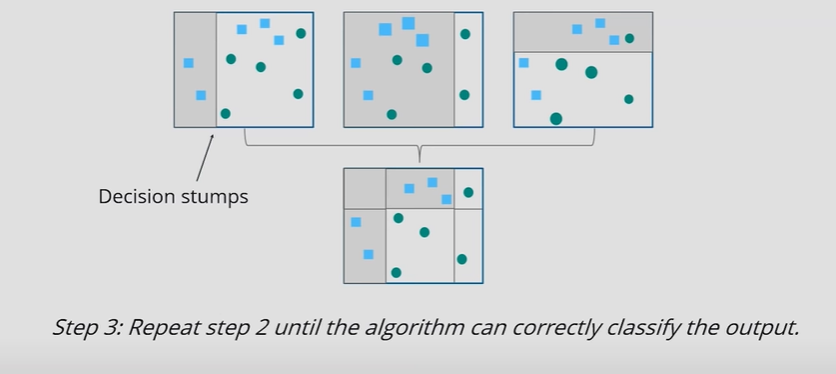 Decision stumps
Step 3: Repeat step 2 until the algorithm can correctly classify the output.